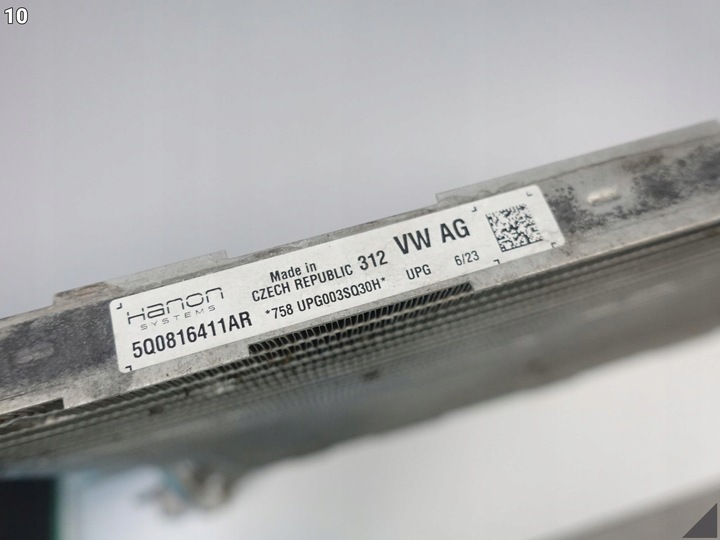 10
Hanon
SYSTEMS
5Q0816411AR
Made in
CZECH REPUBLIC 312 VW AG
*758 UPG003SQ30H* UPG 6/23